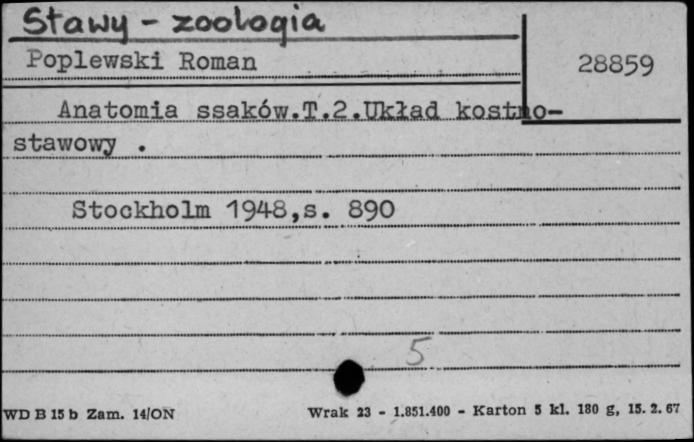 Stawy - zoologia
Poplewski Roman
28859
Anatomia ssaków.T.2.Układ kostno-
stawowy .
Stockholm 1948,s. 890
5
WD B 15 b Zam. 14/ON
Wrak 23 - 1.851.400 - Karton 5 kl. 180 g, 15. 2. 67